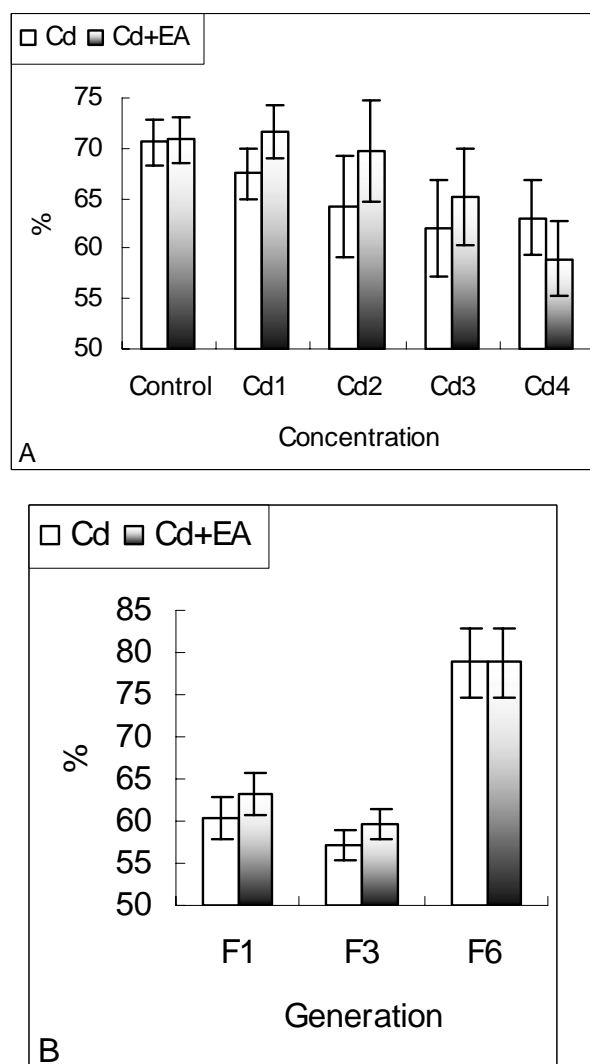 Cd Cd+EA
75
70
65
60
55
50
%
Control Cd1 Cd2 Cd3 Cd4
Concentration
A
Cd Cd+EA
85
80
75
70
65
60
55
50
%
F1 F3 F6
Generation
B